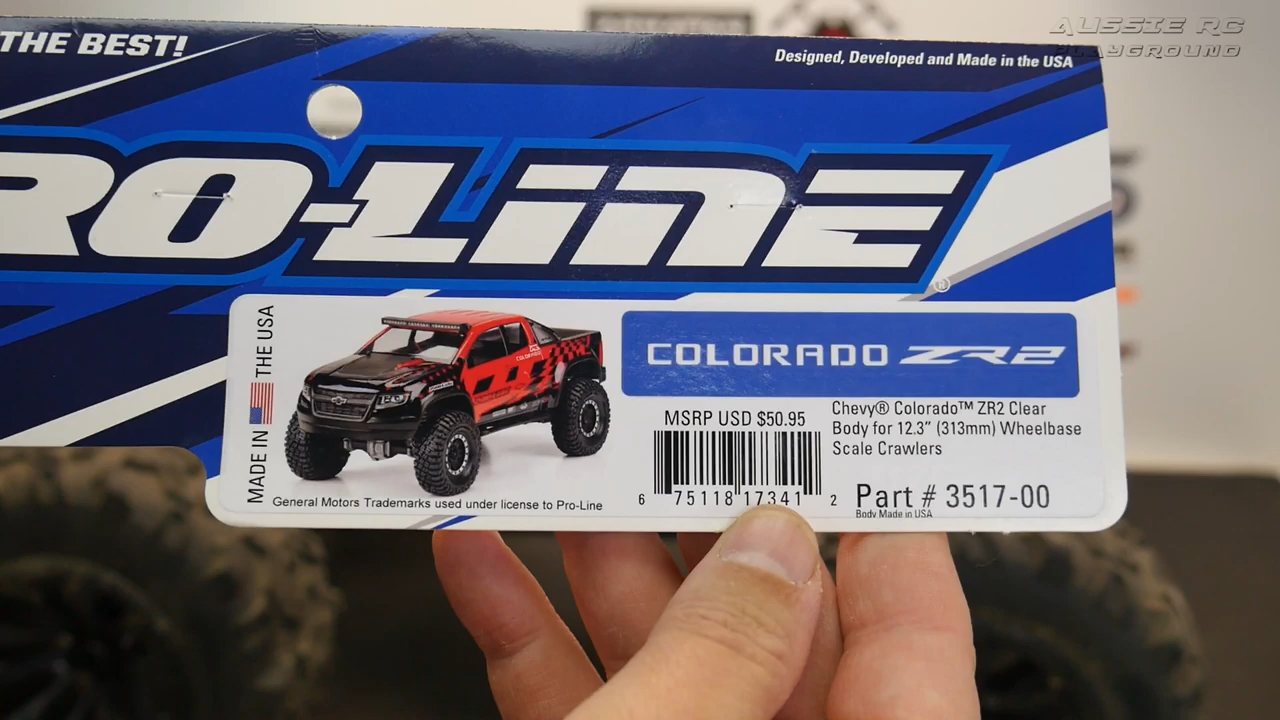 AUSSIE RC
PLAYGROUND
THE BEST!
Designed, Developed and Made in the USA
RO-LINE®
MADE IN THE USA
COLORADO ZR2
MSRP USD $50.95
Chevy® Colorado™ ZR2 Clear
Body for 12.3” (313mm) Wheelbase
Scale Crawlers
6 75118 17341 2
Part # 3517-00
Body Made in USA
General Motors Trademarks used under license to Pro-Line